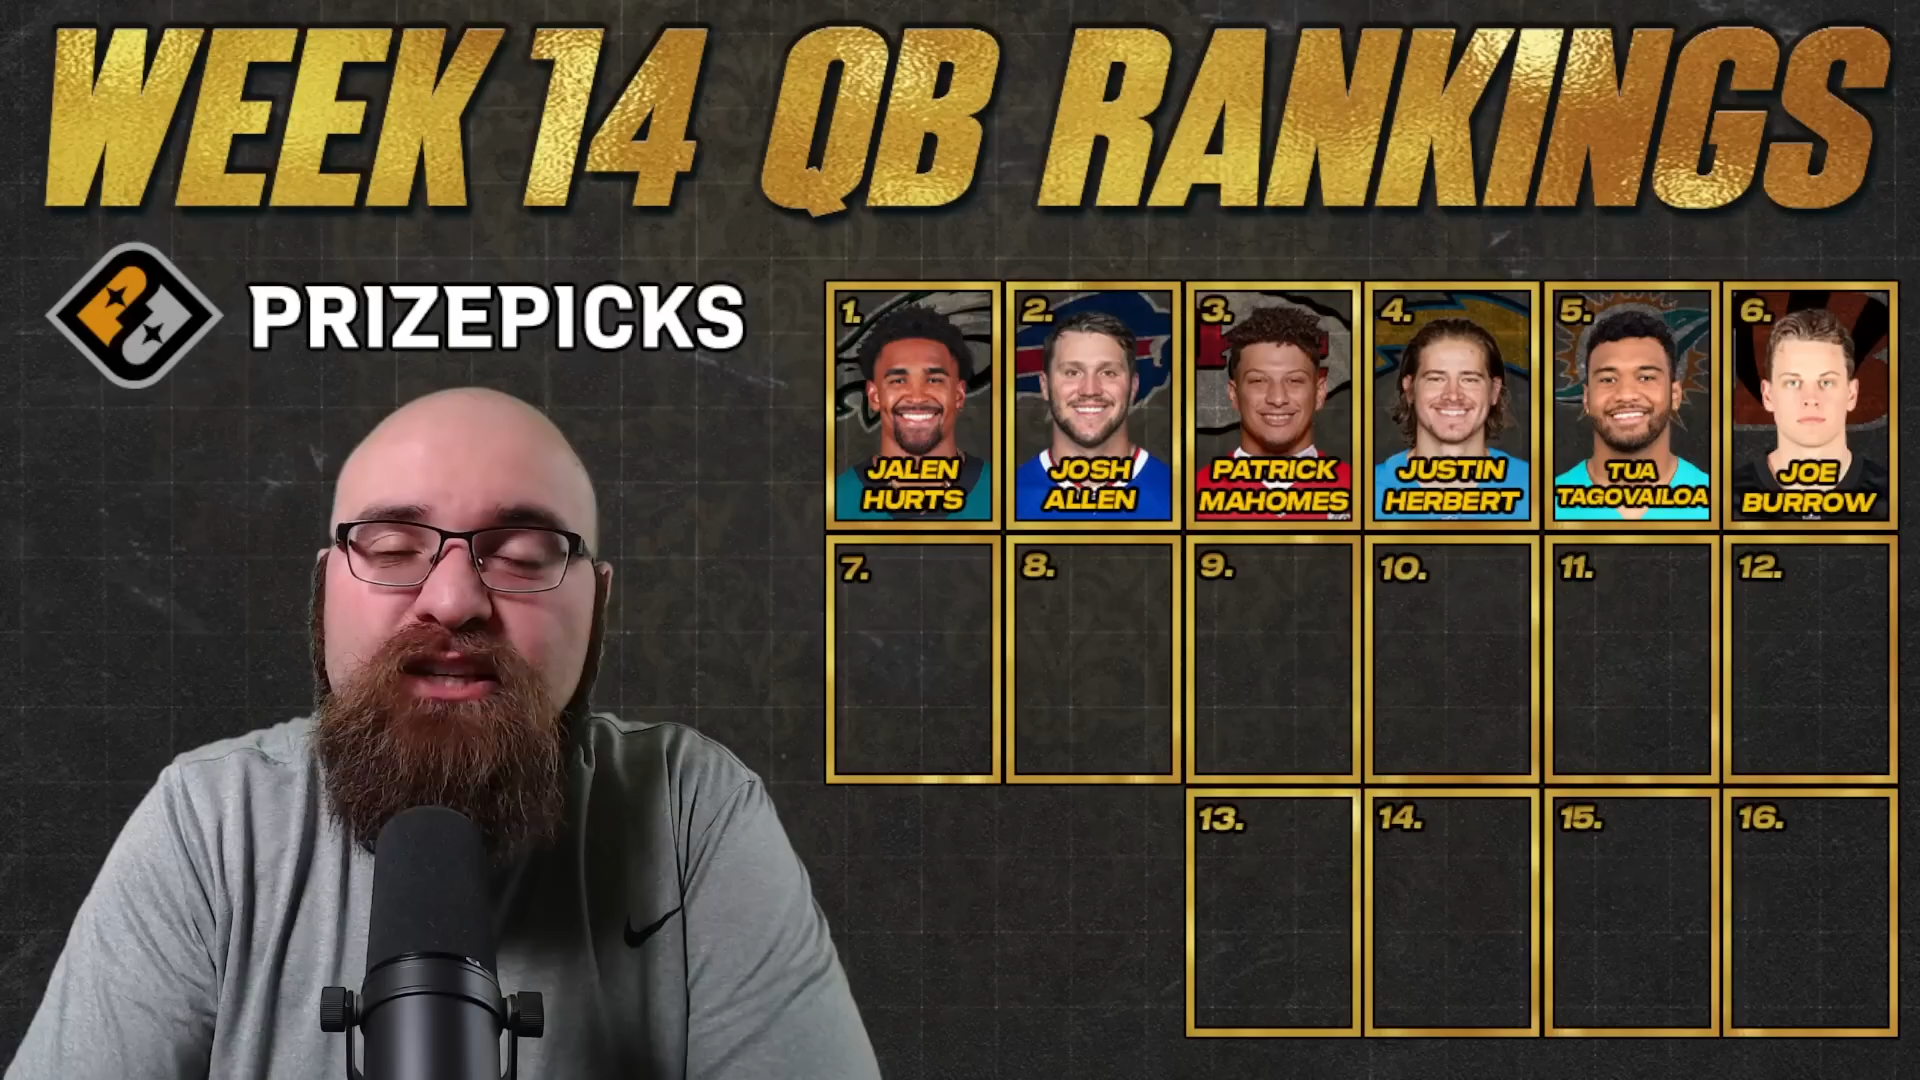 WEEK 14 QB RANKINGS
PRIZEPICKS
1.
JALEN
HURTS
2.
JOSH
ALLEN
3.
PATRICK
MAHOMES
4.
JUSTIN
HERBERT
5.
TUA
TAGOVAILOA
6.
JOE
BURROW
7.
8.
9.
10.
11.
12.
13.
14.
15.
16.